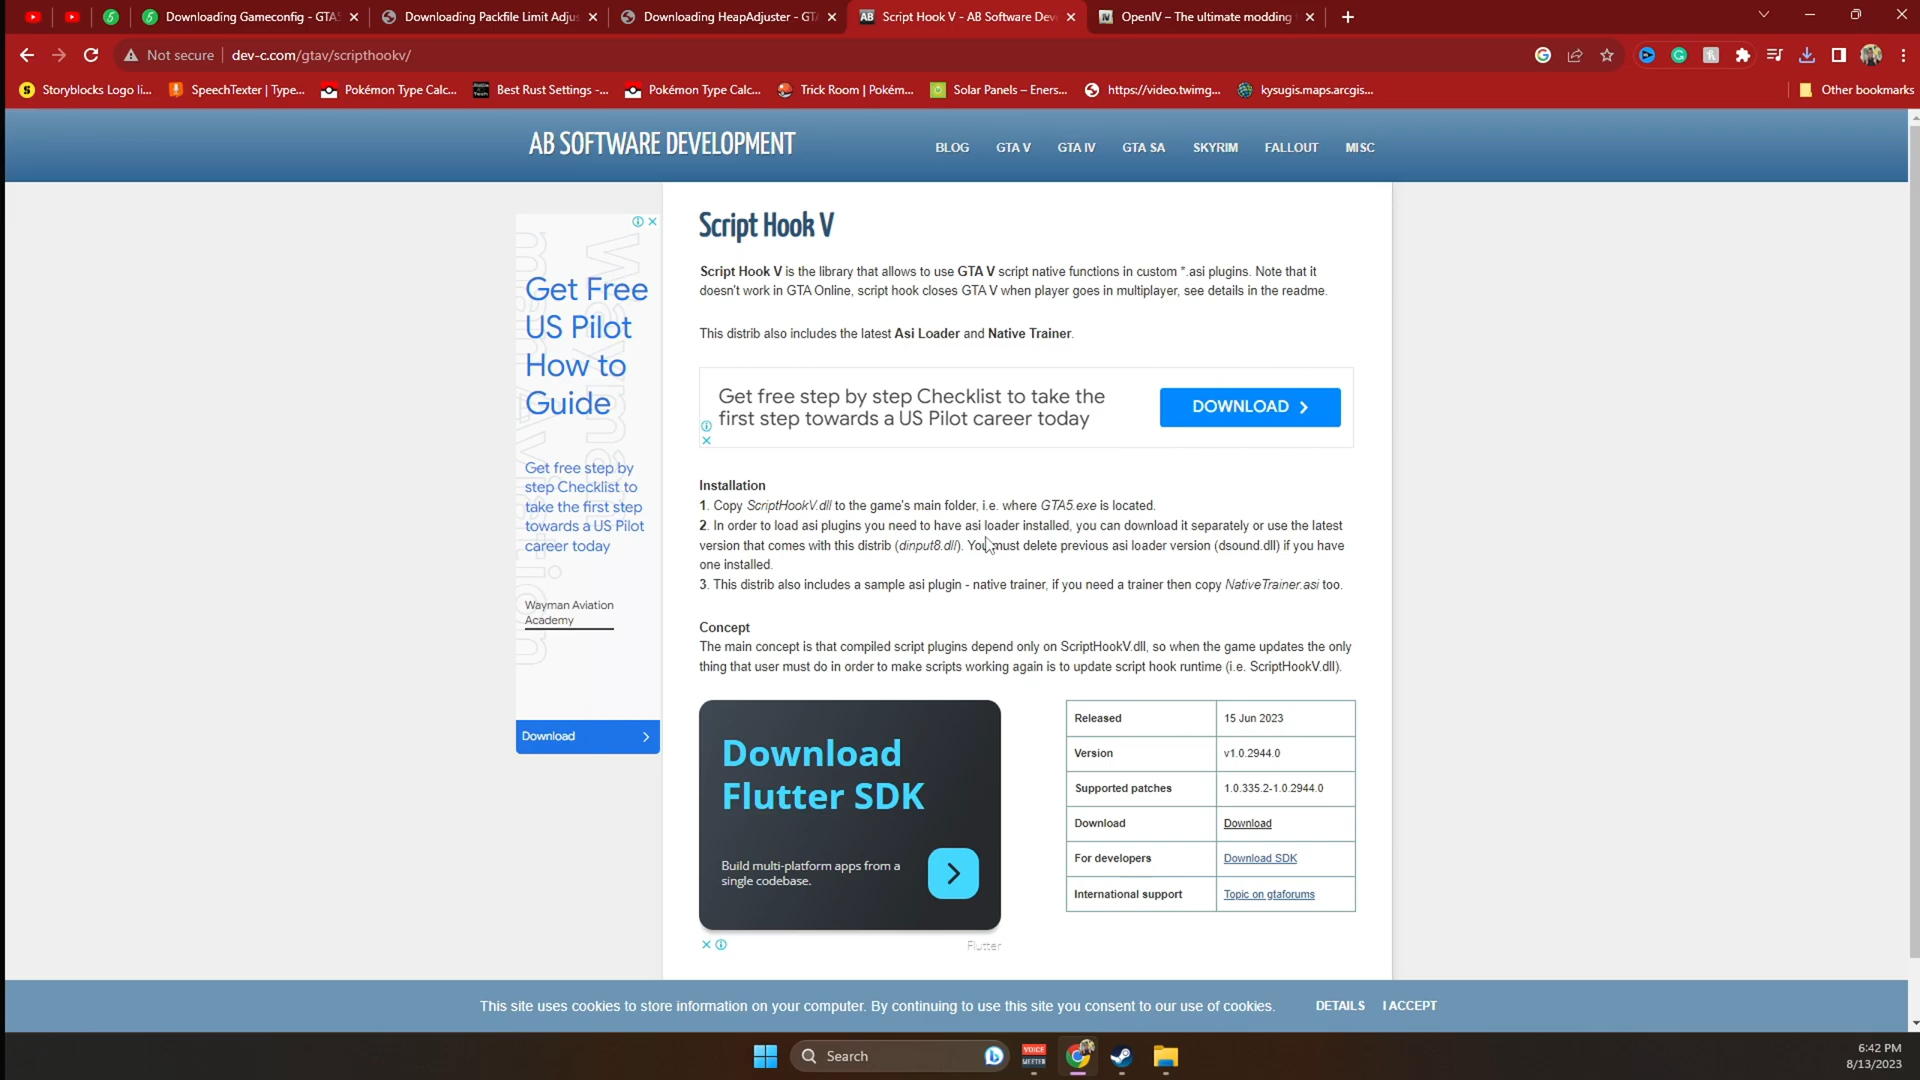 Downloading Gameconfig - GTA5
Downloading Packfile Limit Adjus
Downloading HeapAdjuster - GT
AB Script Hook V - AB Software Dev
IV OpenIV – The ultimate modding
Not secure dev-c.com/gtav/scripthookv/
Storyblocks Logo li...
SpeechTexter | Type...
Pokémon Type Calc...
Best Rust Settings -...
Pokémon Type Calc...
Trick Room | Pokém...
Solar Panels – Eners...
https://video.twimg...
kysugis.maps.arcgis...
Other bookmarks
AB SOFTWARE DEVELOPMENT
BLOG GTA V GTA IV GTA SA SKYRIM FALLOUT MISC
Get Free
US Pilot
How to
Guide
Get free step by
step Checklist to
take the first step
towards a US Pilot
career today
Wayman Aviation
Academy
Download
Script Hook V
Script Hook V is the library that allows to use GTA V script native functions in custom *.asi plugins. Note that it
doesn't work in GTA Online, script hook closes GTA V when player goes in multiplayer, see details in the readme.
This distrib also includes the latest Asi Loader and Native Trainer.
Get free step by step Checklist to take the
first step towards a US Pilot career today
DOWNLOAD
Installation
1. Copy ScriptHookV.dll to the game's main folder, i.e. where GTA5.exe is located.
2. In order to load asi plugins you need to have asi loader installed, you can download it separately or use the latest
version that comes with this distrib (dinput8.dll). You must delete previous asi loader version (dsound.dll) if you have
one installed.
3. This distrib also includes a sample asi plugin - native trainer, if you need a trainer then copy NativeTrainer.asi too.
Concept
The main concept is that compiled script plugins depend only on ScriptHookV.dll, so when the game updates the only
thing that user must do in order to make scripts working again is to update script hook runtime (i.e. ScriptHookV.dll).
Download
Flutter SDK
Build multi-platform apps from a
single codebase.
Flutter
Released 15 Jun 2023
Version v1.0.2944.0
Supported patches 1.0.335.2-1.0.2944.0
Download Download
For developers Download SDK
International support Topic on gtaforums
This site uses cookies to store information on your computer. By continuing to use this site you consent to our use of cookies. DETAILS I ACCEPT
Search
VOICE
MEETER
6:42 PM
8/13/2023